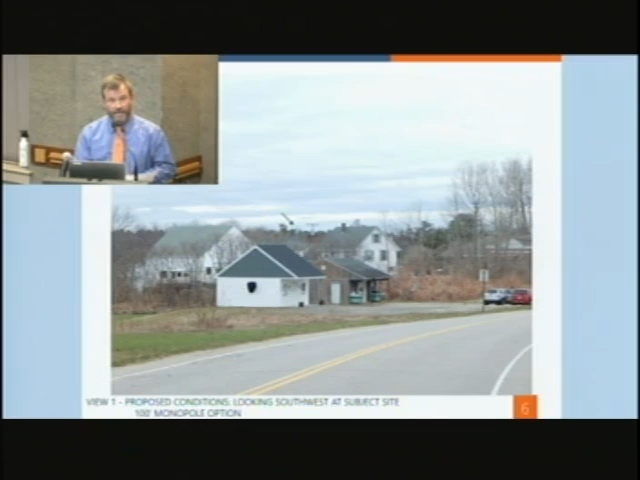 VIEW 1 - PROPOSED CONDITIONS: LOOKING SOUTHWEST AT SUBJECT SITE
100' MONOPOLE OPTION
6